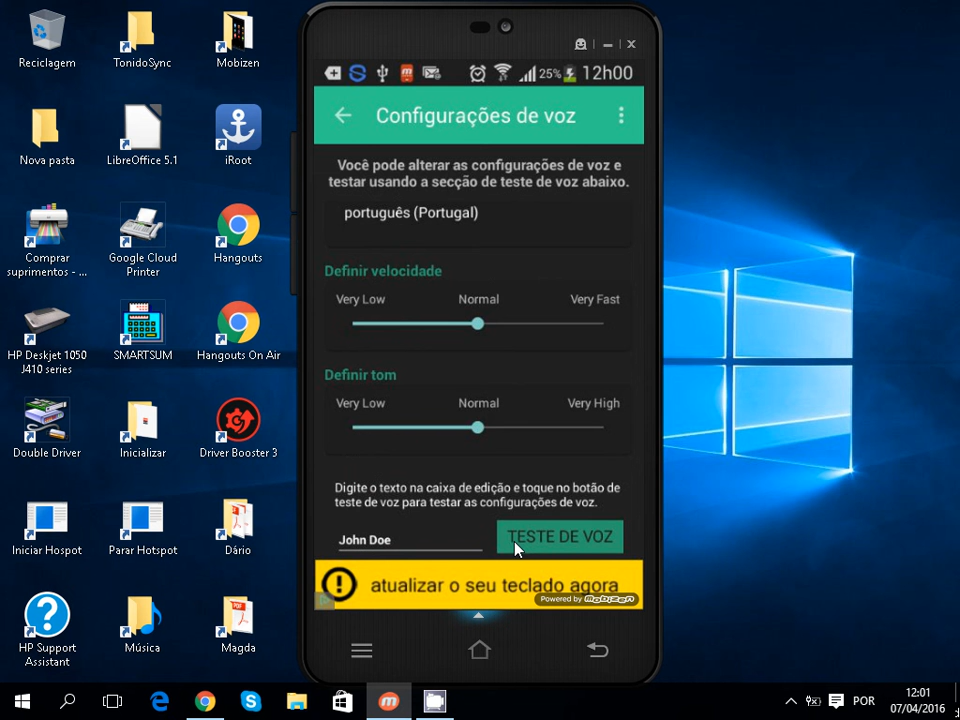 Reciclagem
TonidoSync
Mobizen
Nova pasta
LibreOffice 5.1
iRoot
Comprar
suprimentos - ...
Google Cloud
Printer
Hangouts
HP Deskjet 1050
J410 series
SMARTSUM
Hangouts On Air
Double Driver
Inicializar
Driver Booster 3
Iniciar Hospot
Parar Hotspot
Dário
HP Support
Assistant
Música
Magda
25% 12h00
Configurações de voz
Você pode alterar as configurações de voz e
testar usando a secção de teste de voz abaixo.
português (Portugal)
Definir velocidade
Very Low Normal Very Fast
Definir tom
Very Low Normal Very High
Digite o texto na caixa de edição e toque no botão de
teste de voz para testar as configurações de voz.
John Doe
TESTE DE VOZ
atualizar o seu teclado agora
Powered by mobizen
POR
12:01
07/04/2016